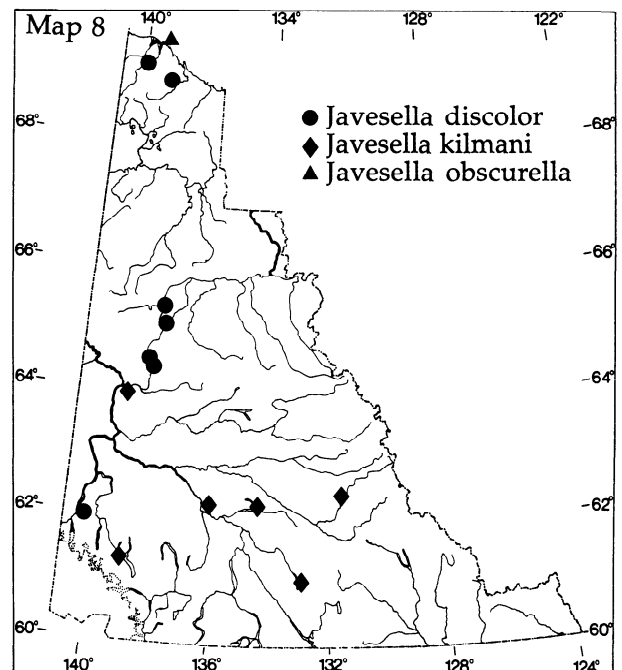 Map 8
140° 134° 128° 122°
● Javesella discolor
68° 68°
◆ Javesella kilmani
▲ Javesella obscurella
66° 66°
64° 64°
62° 62°
60° 60°
140° 136° 132° 128° 124°